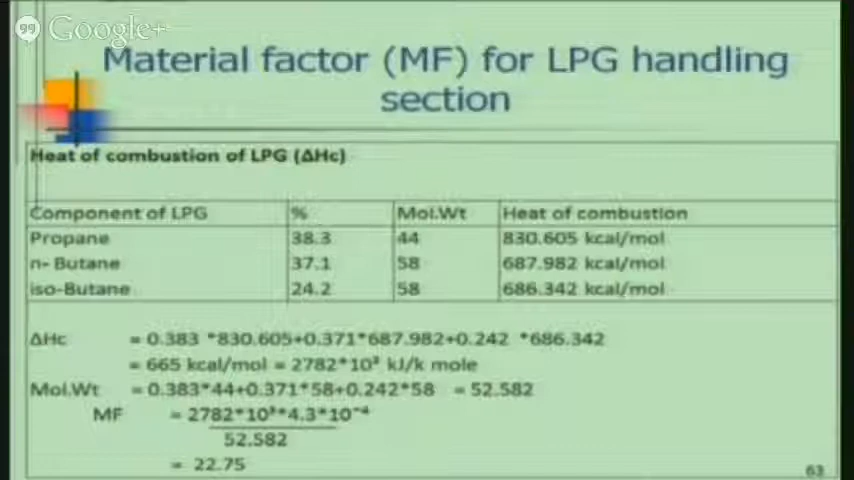 Google+
Material factor (MF) for LPG handling
section
Heat of combustion of LPG (ΔHc)
Component of LPG % Mol.Wt Heat of combustion
Propane 38.3 44 830.605 kcal/mol
n- Butane 37.1 58 687.982 kcal/mol
iso-Butane 24.2 58 686.342 kcal/mol
ΔHc = 0.383 *830.605+0.371*687.982+0.242 *686.342
= 665 kcal/mol = 2782*10³ kJ/k mole
Mol.Wt = 0.383*44+0.371*58+0.242*58 = 52.582
MF = 2782*10³*4.3*10⁻⁴
52.582
= 22.75
63